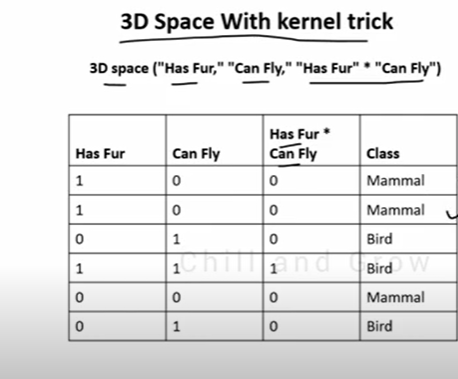 3D Space With kernel trick
3D space ("Has Fur," "Can Fly," "Has Fur" * "Can Fly")
Has Fur Can Fly Has Fur * Can Fly Class
1 0 0 Mammal
1 0 0 Mammal
0 1 0 Bird
1 1 1 Bird
0 0 0 Mammal
0 1 0 Bird
Chill and Grow